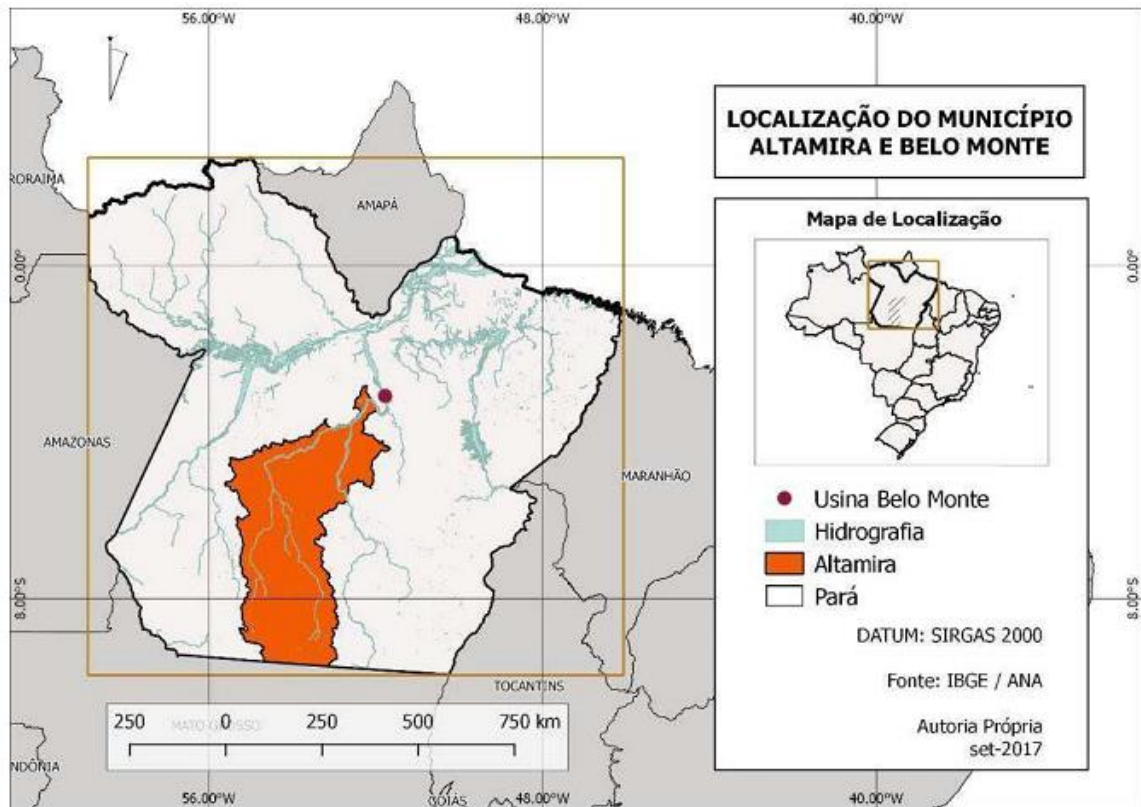 56.00°W 48.00°W 40.00°W
LOCALIZAÇÃO DO MUNICÍPIO
ALTAMIRA E BELO MONTE
RORAIMA
AMAPÁ
Mapa de Localização
0.00°
0.00°
AMAZONAS
MARANHÃO
Usina Belo Monte
Hidrografia
Altamira
Pará
8.00°S
8.00°S
DATUM: SIRGAS 2000
TOCANTINS
Fonte: IBGE / ANA
250 0 250 500 750 km
MATO GROSSO
Autoria Própria
set-2017
NDÔNIA
GOIÁS
56.00°W 48.00°W 40.00°W